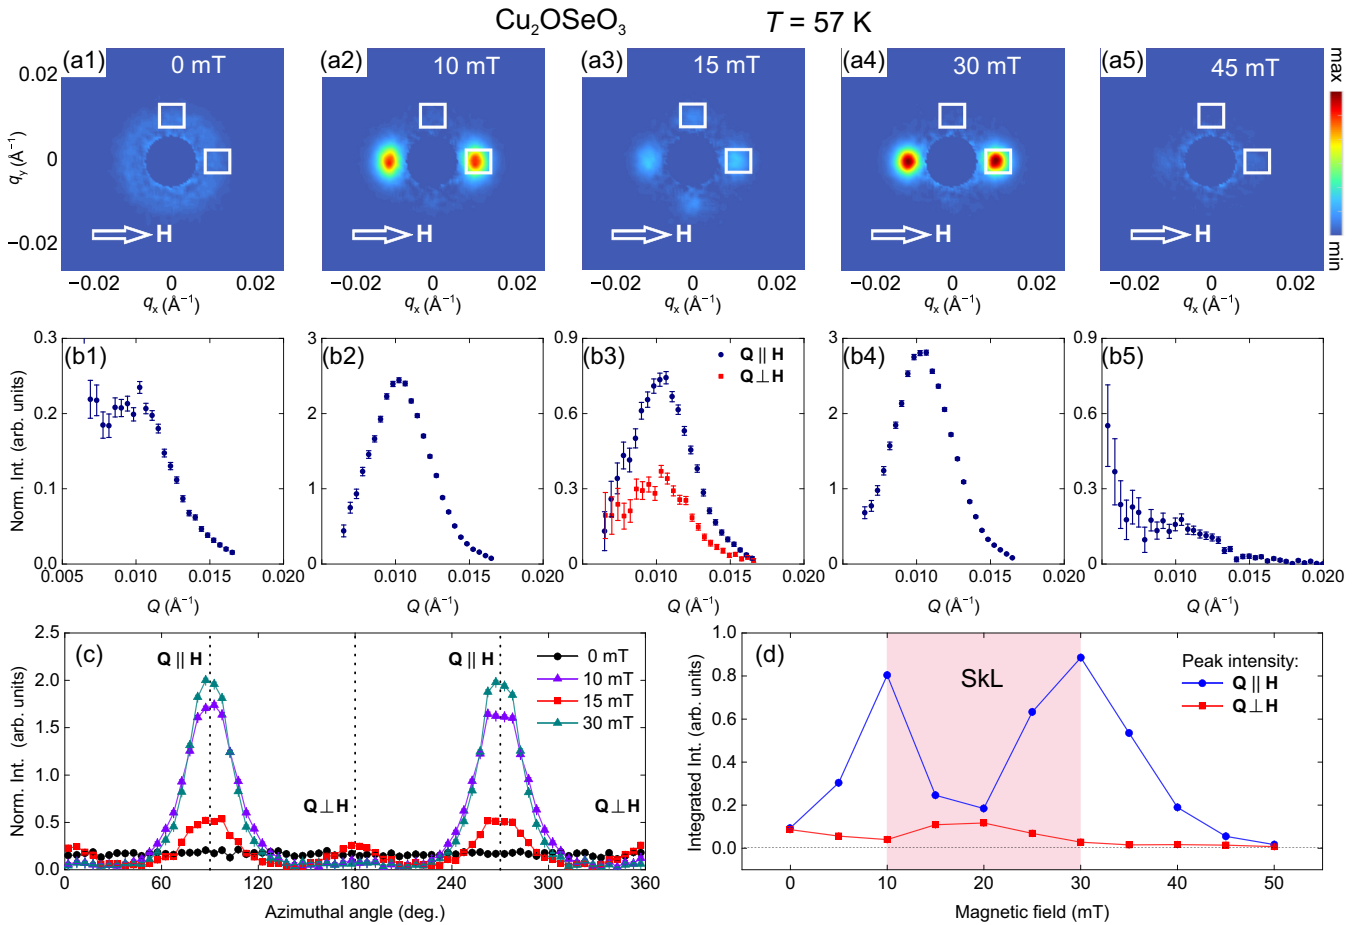 Cu₂OSeO₃ T = 57 K
(a1) 0 mT
(a2) 10 mT
(a3) 15 mT
(a4) 30 mT
(a5) 45 mT
max
min
0.02
0
−0.02
qy (Å⁻¹)
H
H
H
H
H
−0.02 0 0.02
−0.02 0 0.02
−0.02 0 0.02
−0.02 0 0.02
−0.02 0 0.02
qx (Å⁻¹)
qx (Å⁻¹)
qx (Å⁻¹)
qx (Å⁻¹)
qx (Å⁻¹)
(b1)
Norm. Int. (arb. units)
0.3
0.2
0.1
0.0
0.005 0.010 0.015 0.020
Q (Å⁻¹)
(b2)
3
2
1
0
0.010 0.015 0.020
Q (Å⁻¹)
(b3)
Q || H
Q⊥H
0.9
0.6
0.3
0.0
0.010 0.015 0.020
Q (Å⁻¹)
(b4)
3
2
1
0
0.010 0.015 0.020
Q (Å⁻¹)
(b5)
0.9
0.6
0.3
0.0
0.010 0.015 0.020
Q (Å⁻¹)
(c)
Norm. Int. (arb. units)
2.5
2.0
1.5
1.0
0.5
0.0
Q || H
Q⊥H
Q || H
Q⊥H
0 mT
10 mT
15 mT
30 mT
0 60 120 180 240 300 360
Azimuthal angle (deg.)
(d)
Integrated Int. (arb. units)
1.0
0.8
0.6
0.4
0.2
0.0
SkL
Peak intensity:
Q || H
Q⊥H
0 10 20 30 40 50
Magnetic field (mT)